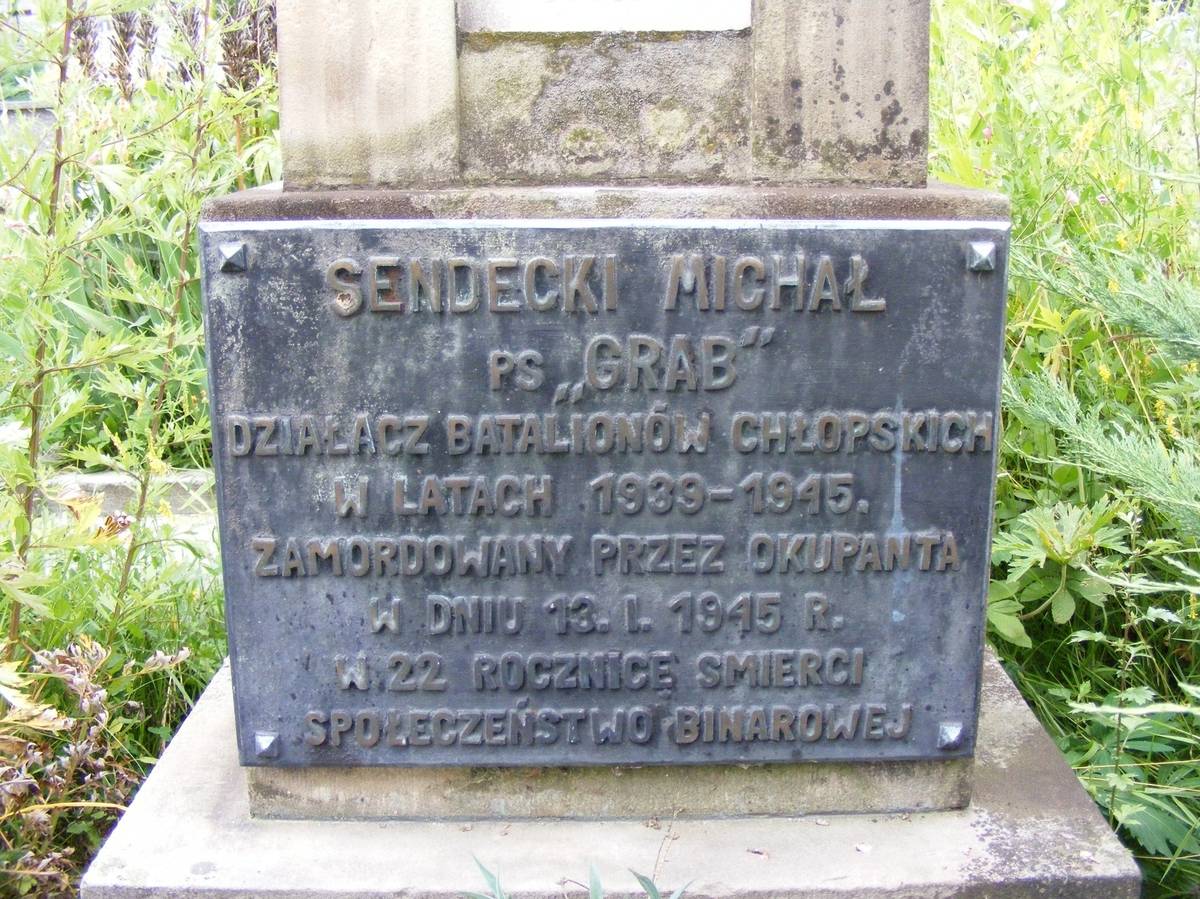 SENDECKI MICHAŁ
PS „GRAB”
DZIAŁACZ BATALIONÓW CHŁOPSKICH
W LATACH 1939-1945.
ZAMORDOWANY PRZEZ OKUPANTA
W DNIU 13. I. 1945 R.
W 22 ROCZNICĘ SMIERCI
SPOŁECZEŃSTWO BINAROWEJ